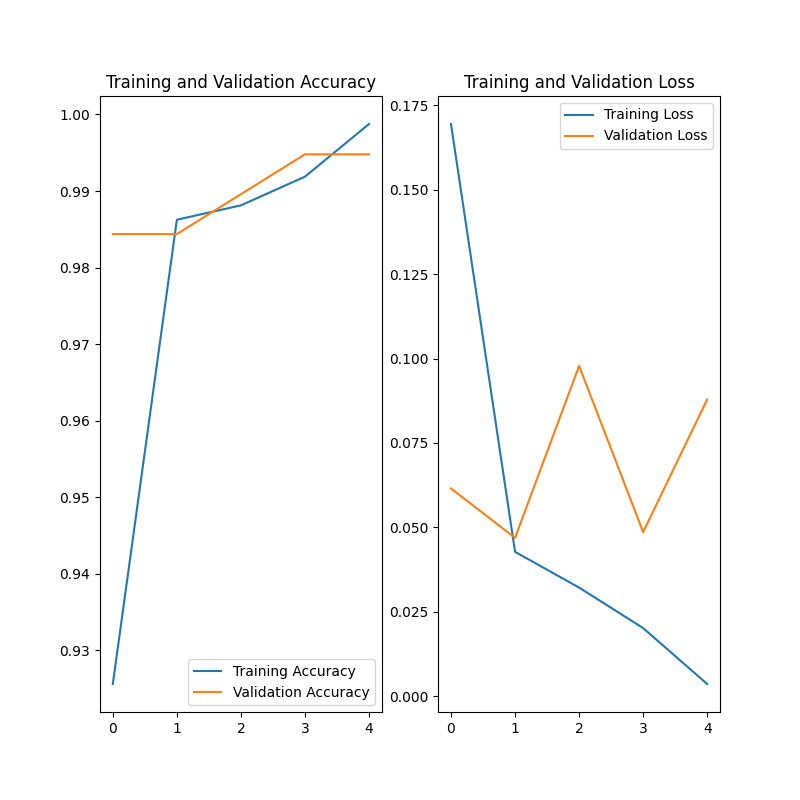 Training and Validation Accuracy
1.00
0.99
0.98
0.97
0.96
0.95
0.94
0.93
0 1 2 3 4
Training Accuracy
Validation Accuracy
Training and Validation Loss
0.175
0.150
0.125
0.100
0.075
0.050
0.025
0.000
0 1 2 3 4
Training Loss
Validation Loss